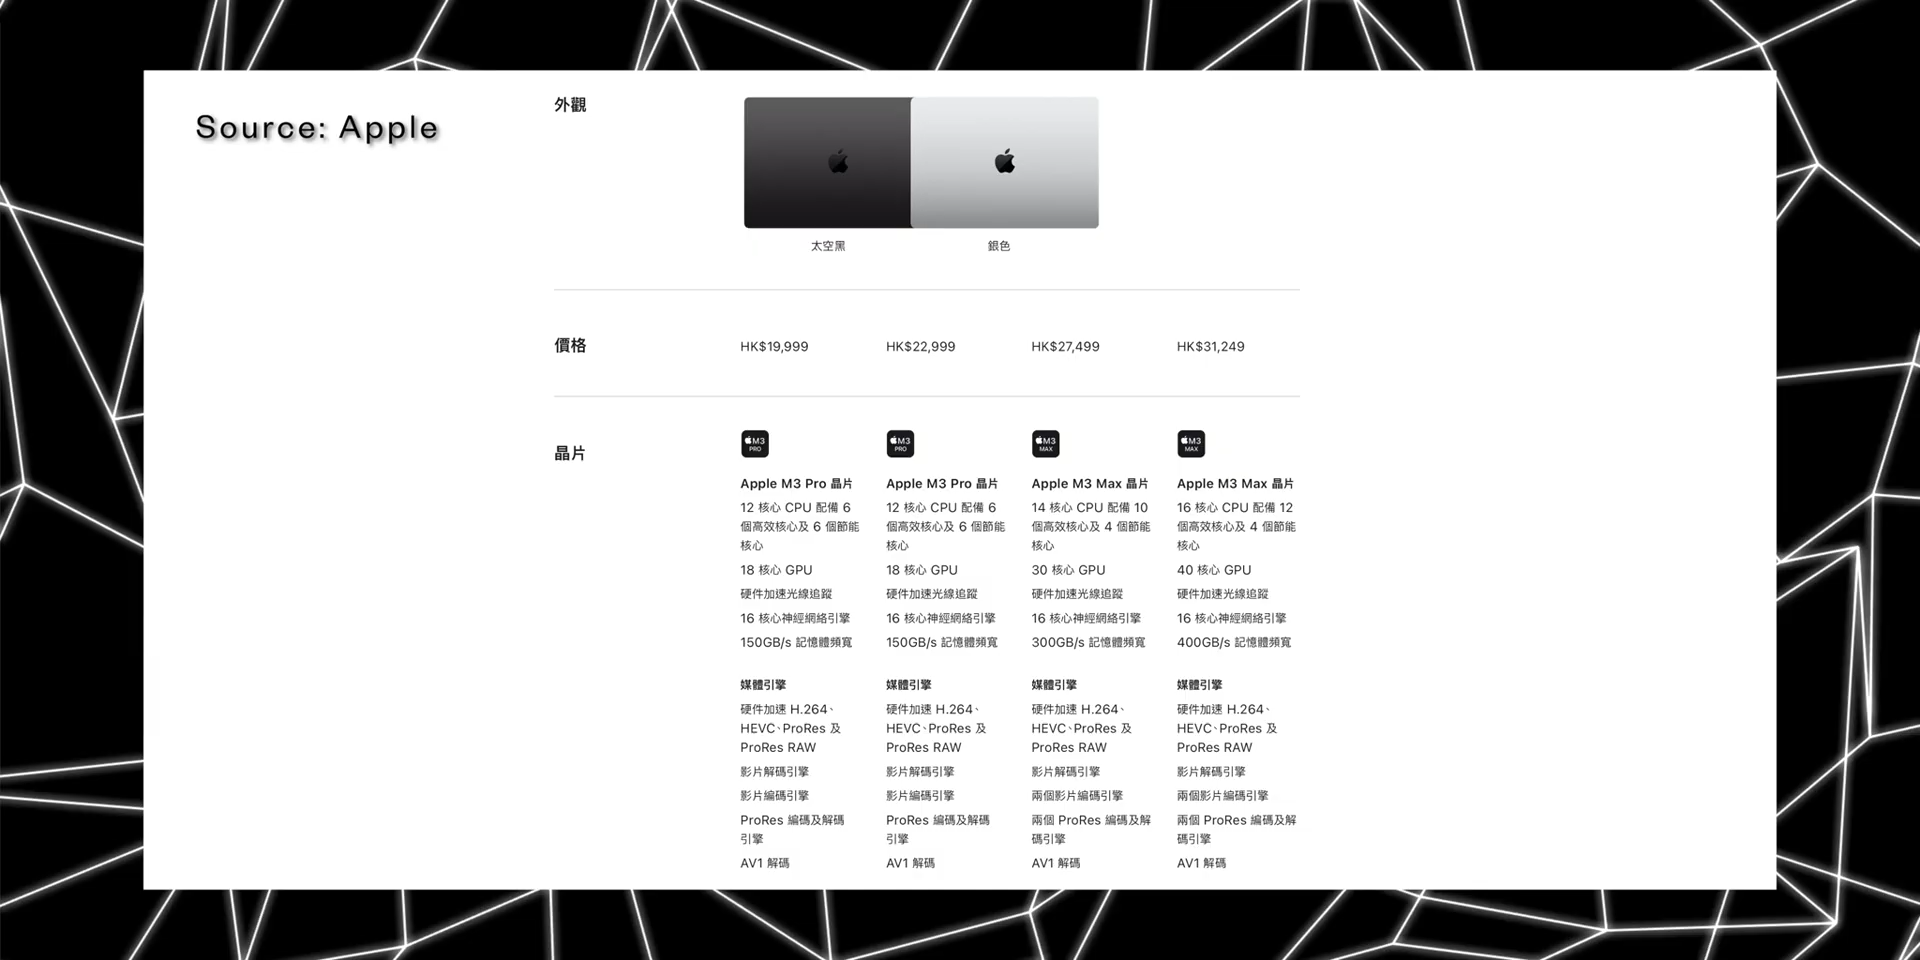 Source: Apple
外觀
太空黑
銀色
價格
HK$19,999
HK$22,999
HK$27,499
HK$31,249
晶片
M3
PRO
M3
PRO
M3
MAX
M3
MAX
Apple M3 Pro 晶片
12 核心 CPU 配備 6
個高效核心及 6 個節能
核心
18 核心 GPU
硬件加速光線追蹤
16 核心神經網絡引擎
150GB/s 記憶體頻寬
媒體引擎
硬件加速 H.264、
HEVC、ProRes 及
ProRes RAW
影片解碼引擎
影片編碼引擎
ProRes 編碼及解碼
引擎
AV1 解碼
Apple M3 Pro 晶片
12 核心 CPU 配備 6
個高效核心及 6 個節能
核心
18 核心 GPU
硬件加速光線追蹤
16 核心神經網絡引擎
150GB/s 記憶體頻寬
媒體引擎
硬件加速 H.264、
HEVC、ProRes 及
ProRes RAW
影片解碼引擎
影片編碼引擎
ProRes 編碼及解碼
引擎
AV1 解碼
Apple M3 Max 晶片
14 核心 CPU 配備 10
個高效核心及 4 個節能
核心
30 核心 GPU
硬件加速光線追蹤
16 核心神經網絡引擎
300GB/s 記憶體頻寬
媒體引擎
硬件加速 H.264、
HEVC、ProRes 及
ProRes RAW
影片解碼引擎
兩個影片編碼引擎
兩個 ProRes 編碼及解
碼引擎
AV1 解碼
Apple M3 Max 晶片
16 核心 CPU 配備 12
個高效核心及 4 個節能
核心
40 核心 GPU
硬件加速光線追蹤
16 核心神經網絡引擎
400GB/s 記憶體頻寬
媒體引擎
硬件加速 H.264、
HEVC、ProRes 及
ProRes RAW
影片解碼引擎
兩個影片編碼引擎
兩個 ProRes 編碼及解
碼引擎
AV1 解碼